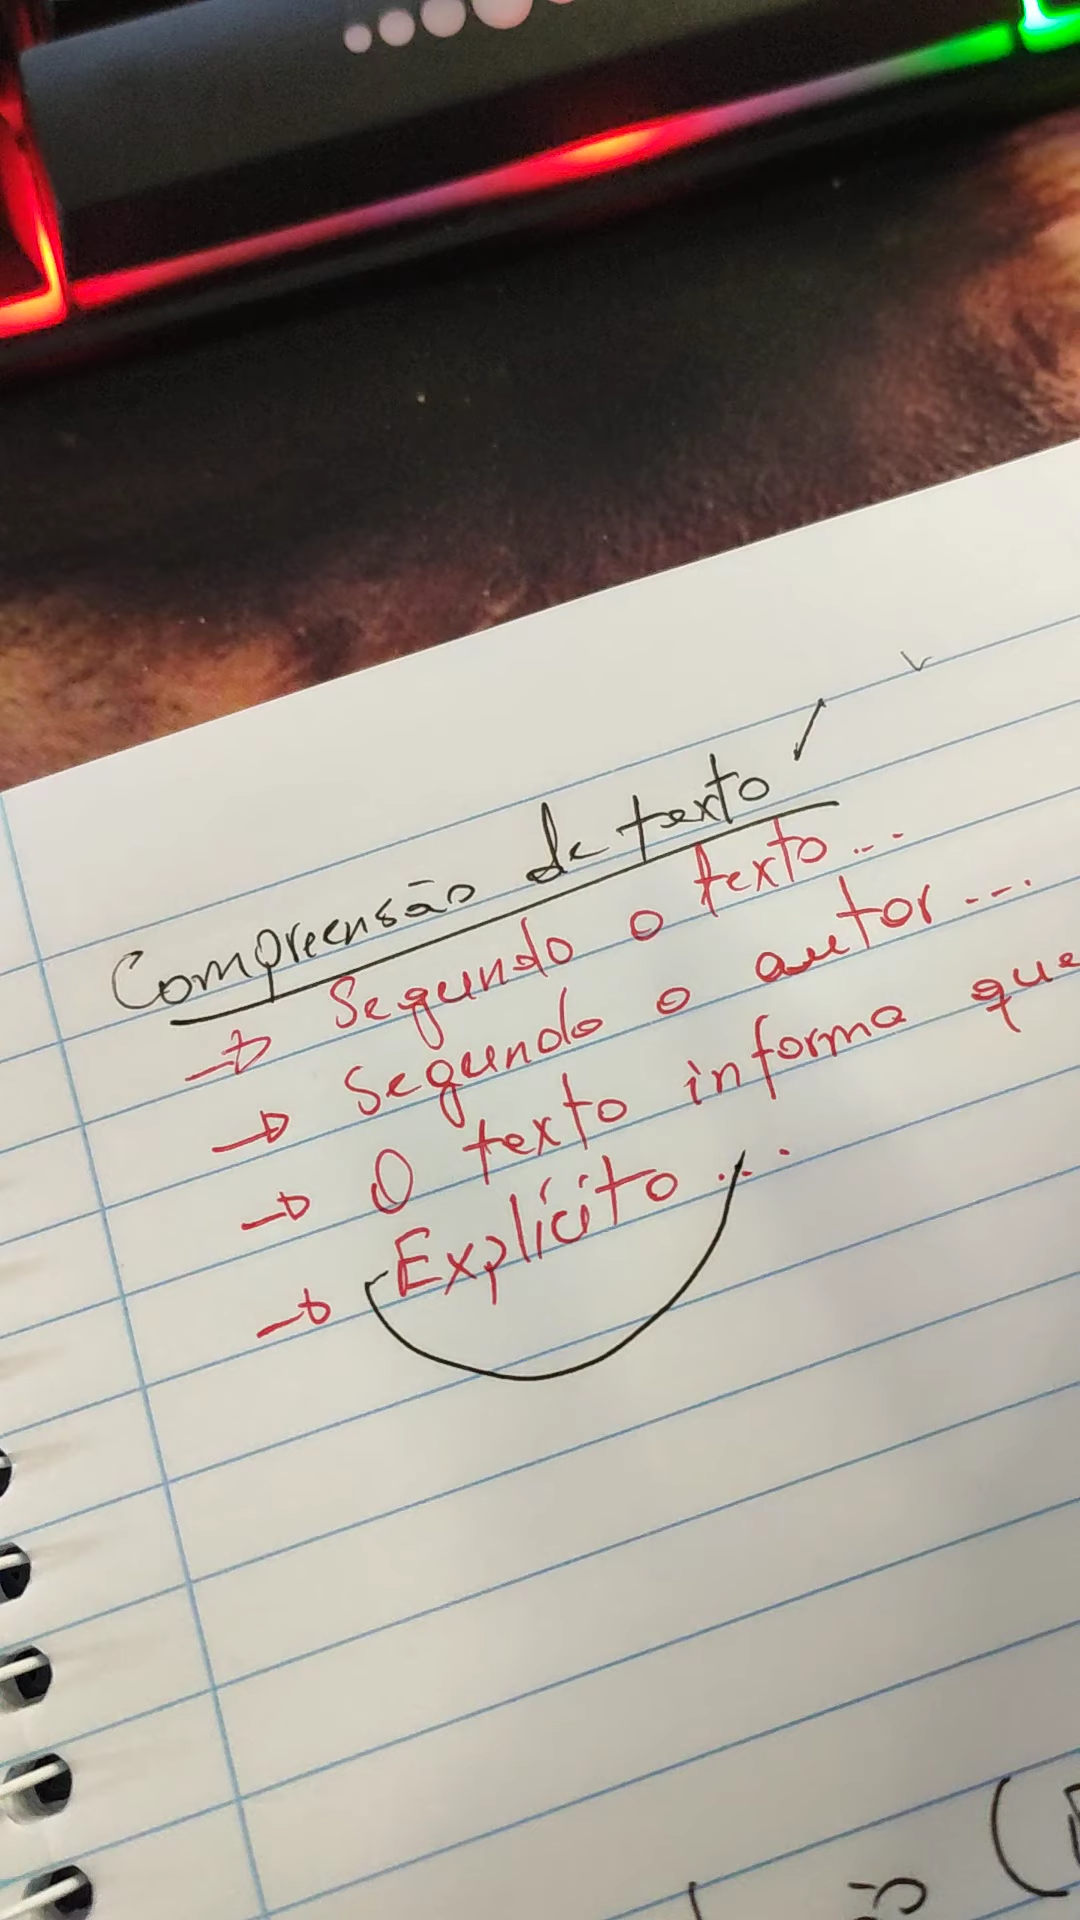 Compreensão de texto
→ Segundo o texto...
→ Segundo o autor...
→ O texto informa que
→ Explícito...